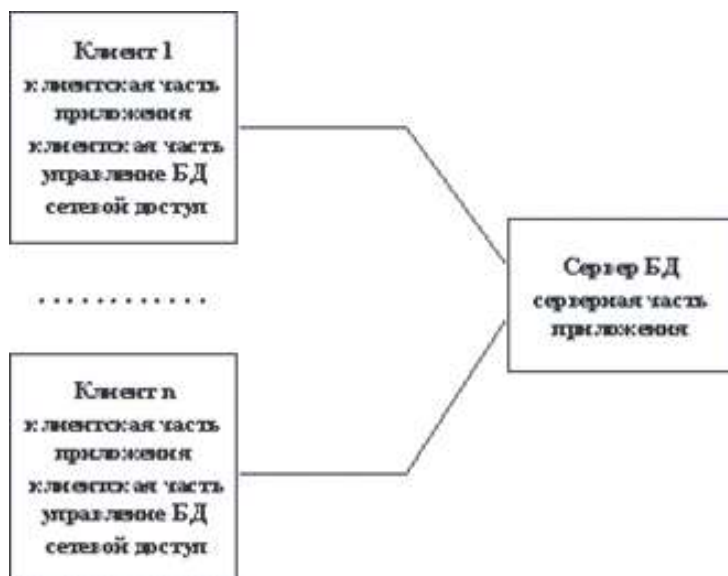 Клиент 1
клиентская часть
приложения
клиентская часть
управление БД
сетевой доступ
Сервер БД
серверная часть
приложения
. . . . . . . . . . . .
Клиент n
клиентская часть
приложения
клиентская часть
управление БД
сетевой доступ